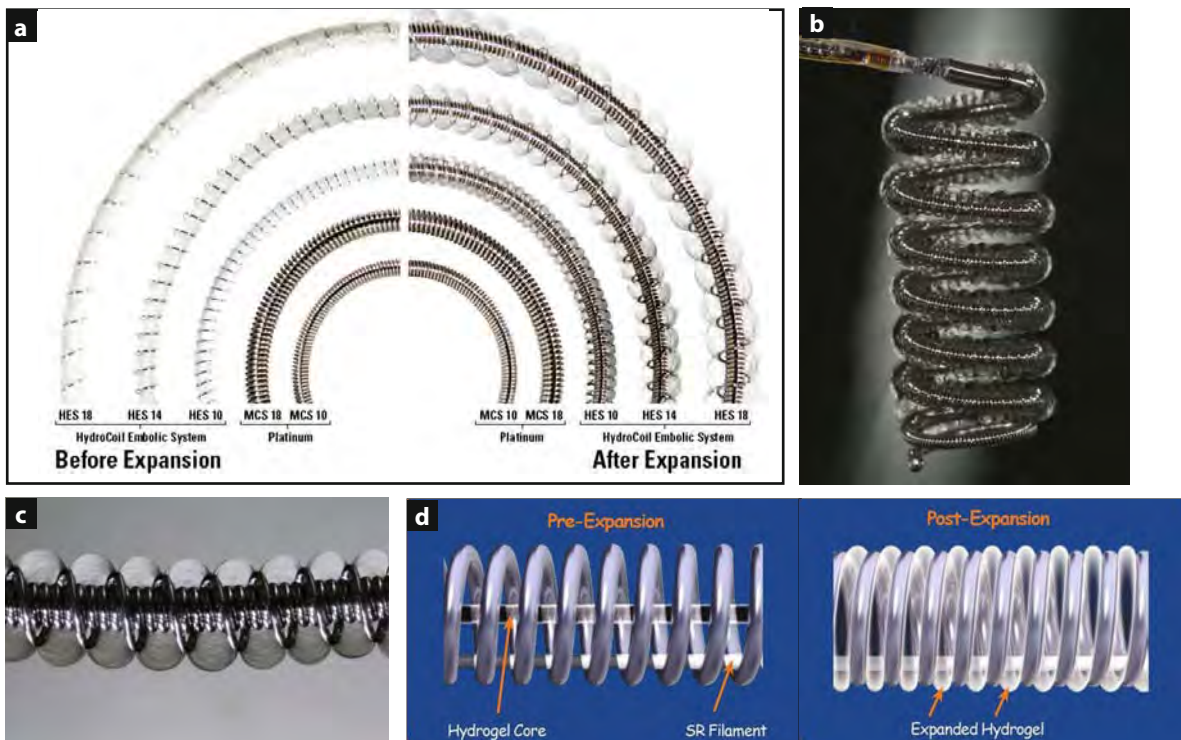 a
HES 18 HES 14 HES 10 MCS 18 MCS 10
HydroCoil Embolic System Platinum
Before Expansion
MCS 10 MCS 18 HES 10 HES 14 HES 18
Platinum HydroCoil Embolic System
After Expansion
b
c
d
Pre-Expansion
Hydrogel Core SR Filament
Post-Expansion
Expanded Hydrogel